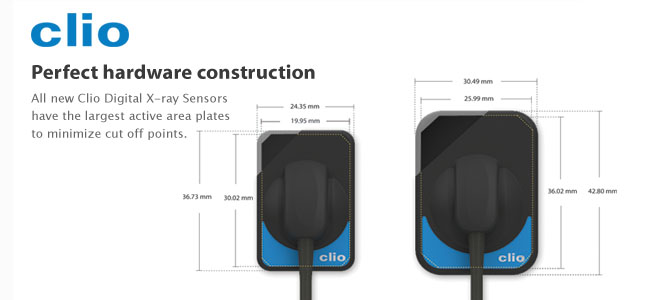 clio
Perfect hardware construction
All new Clio Digital X-ray Sensors
have the largest active area plates
to minimize cut off points.
24.35 mm
19.95 mm
36.73 mm
30.02 mm
clio
30.49 mm
25.99 mm
36.02 mm
42.80 mm
clio